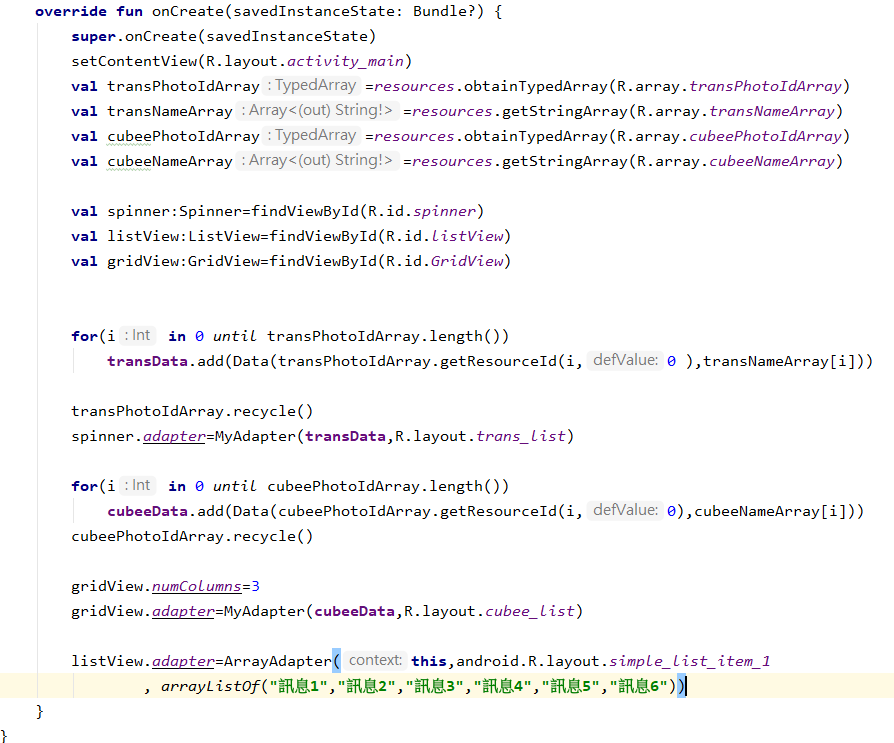 override fun onCreate(savedInstanceState: Bundle?) {
super.onCreate(savedInstanceState)
setContentView(R.layout.activity_main)
val transPhotoIdArray : TypedArray =resources.obtainTypedArray(R.array.transPhotoIdArray)
val transNameArray : Array<(out) String!> =resources.getStringArray(R.array.transNameArray)
val cubeePhotoIdArray : TypedArray =resources.obtainTypedArray(R.array.cubeePhotoIdArray)
val cubeeNameArray : Array<(out) String!> =resources.getStringArray(R.array.cubeeNameArray)
val spinner:Spinner=findViewById(R.id.spinner)
val listView:ListView=findViewById(R.id.listView)
val gridView:GridView=findViewById(R.id.GridView)
for(i : Int in 0 until transPhotoIdArray.length())
transData.add(Data(transPhotoIdArray.getResourceId(i, defValue: 0 ),transNameArray[i]))
transPhotoIdArray.recycle()
spinner.adapter=MyAdapter(transData,R.layout.trans_list)
for(i : Int in 0 until cubeePhotoIdArray.length())
cubeeData.add(Data(cubeePhotoIdArray.getResourceId(i, defValue: 0),cubeeNameArray[i]))
cubeePhotoIdArray.recycle()
gridView.numColumns=3
gridView.adapter=MyAdapter(cubeeData,R.layout.cubee_list)
listView.adapter=ArrayAdapter( context: this,android.R.layout.simple_list_item_1
, arrayListOf("訊息1","訊息2","訊息3","訊息4","訊息5","訊息6"))
}
}